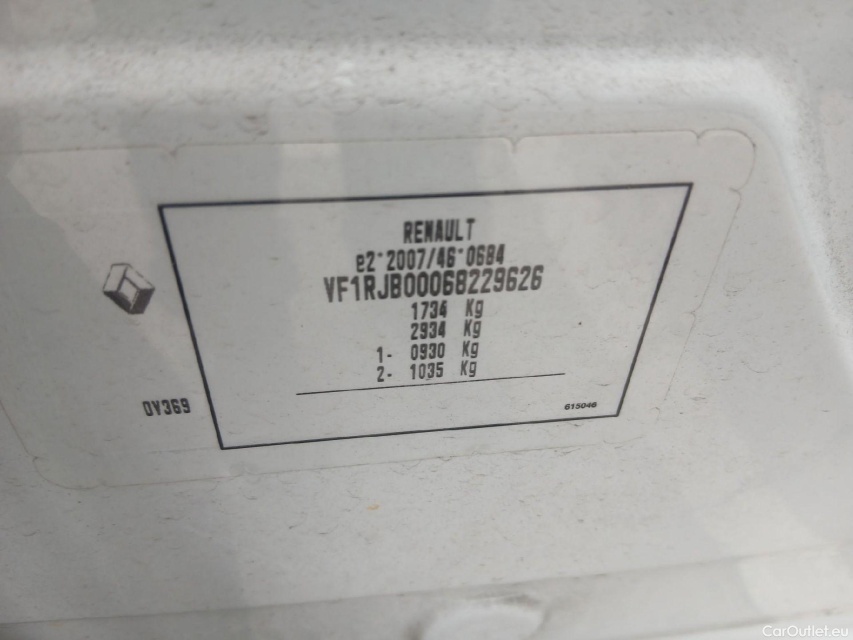 RENAULT
e2*2007/46*0684
VF1RJB00068229626
1734 Kg
2934 Kg
1- 0930 Kg
2- 1035 Kg
0V369
615046
CarOutlet.eu